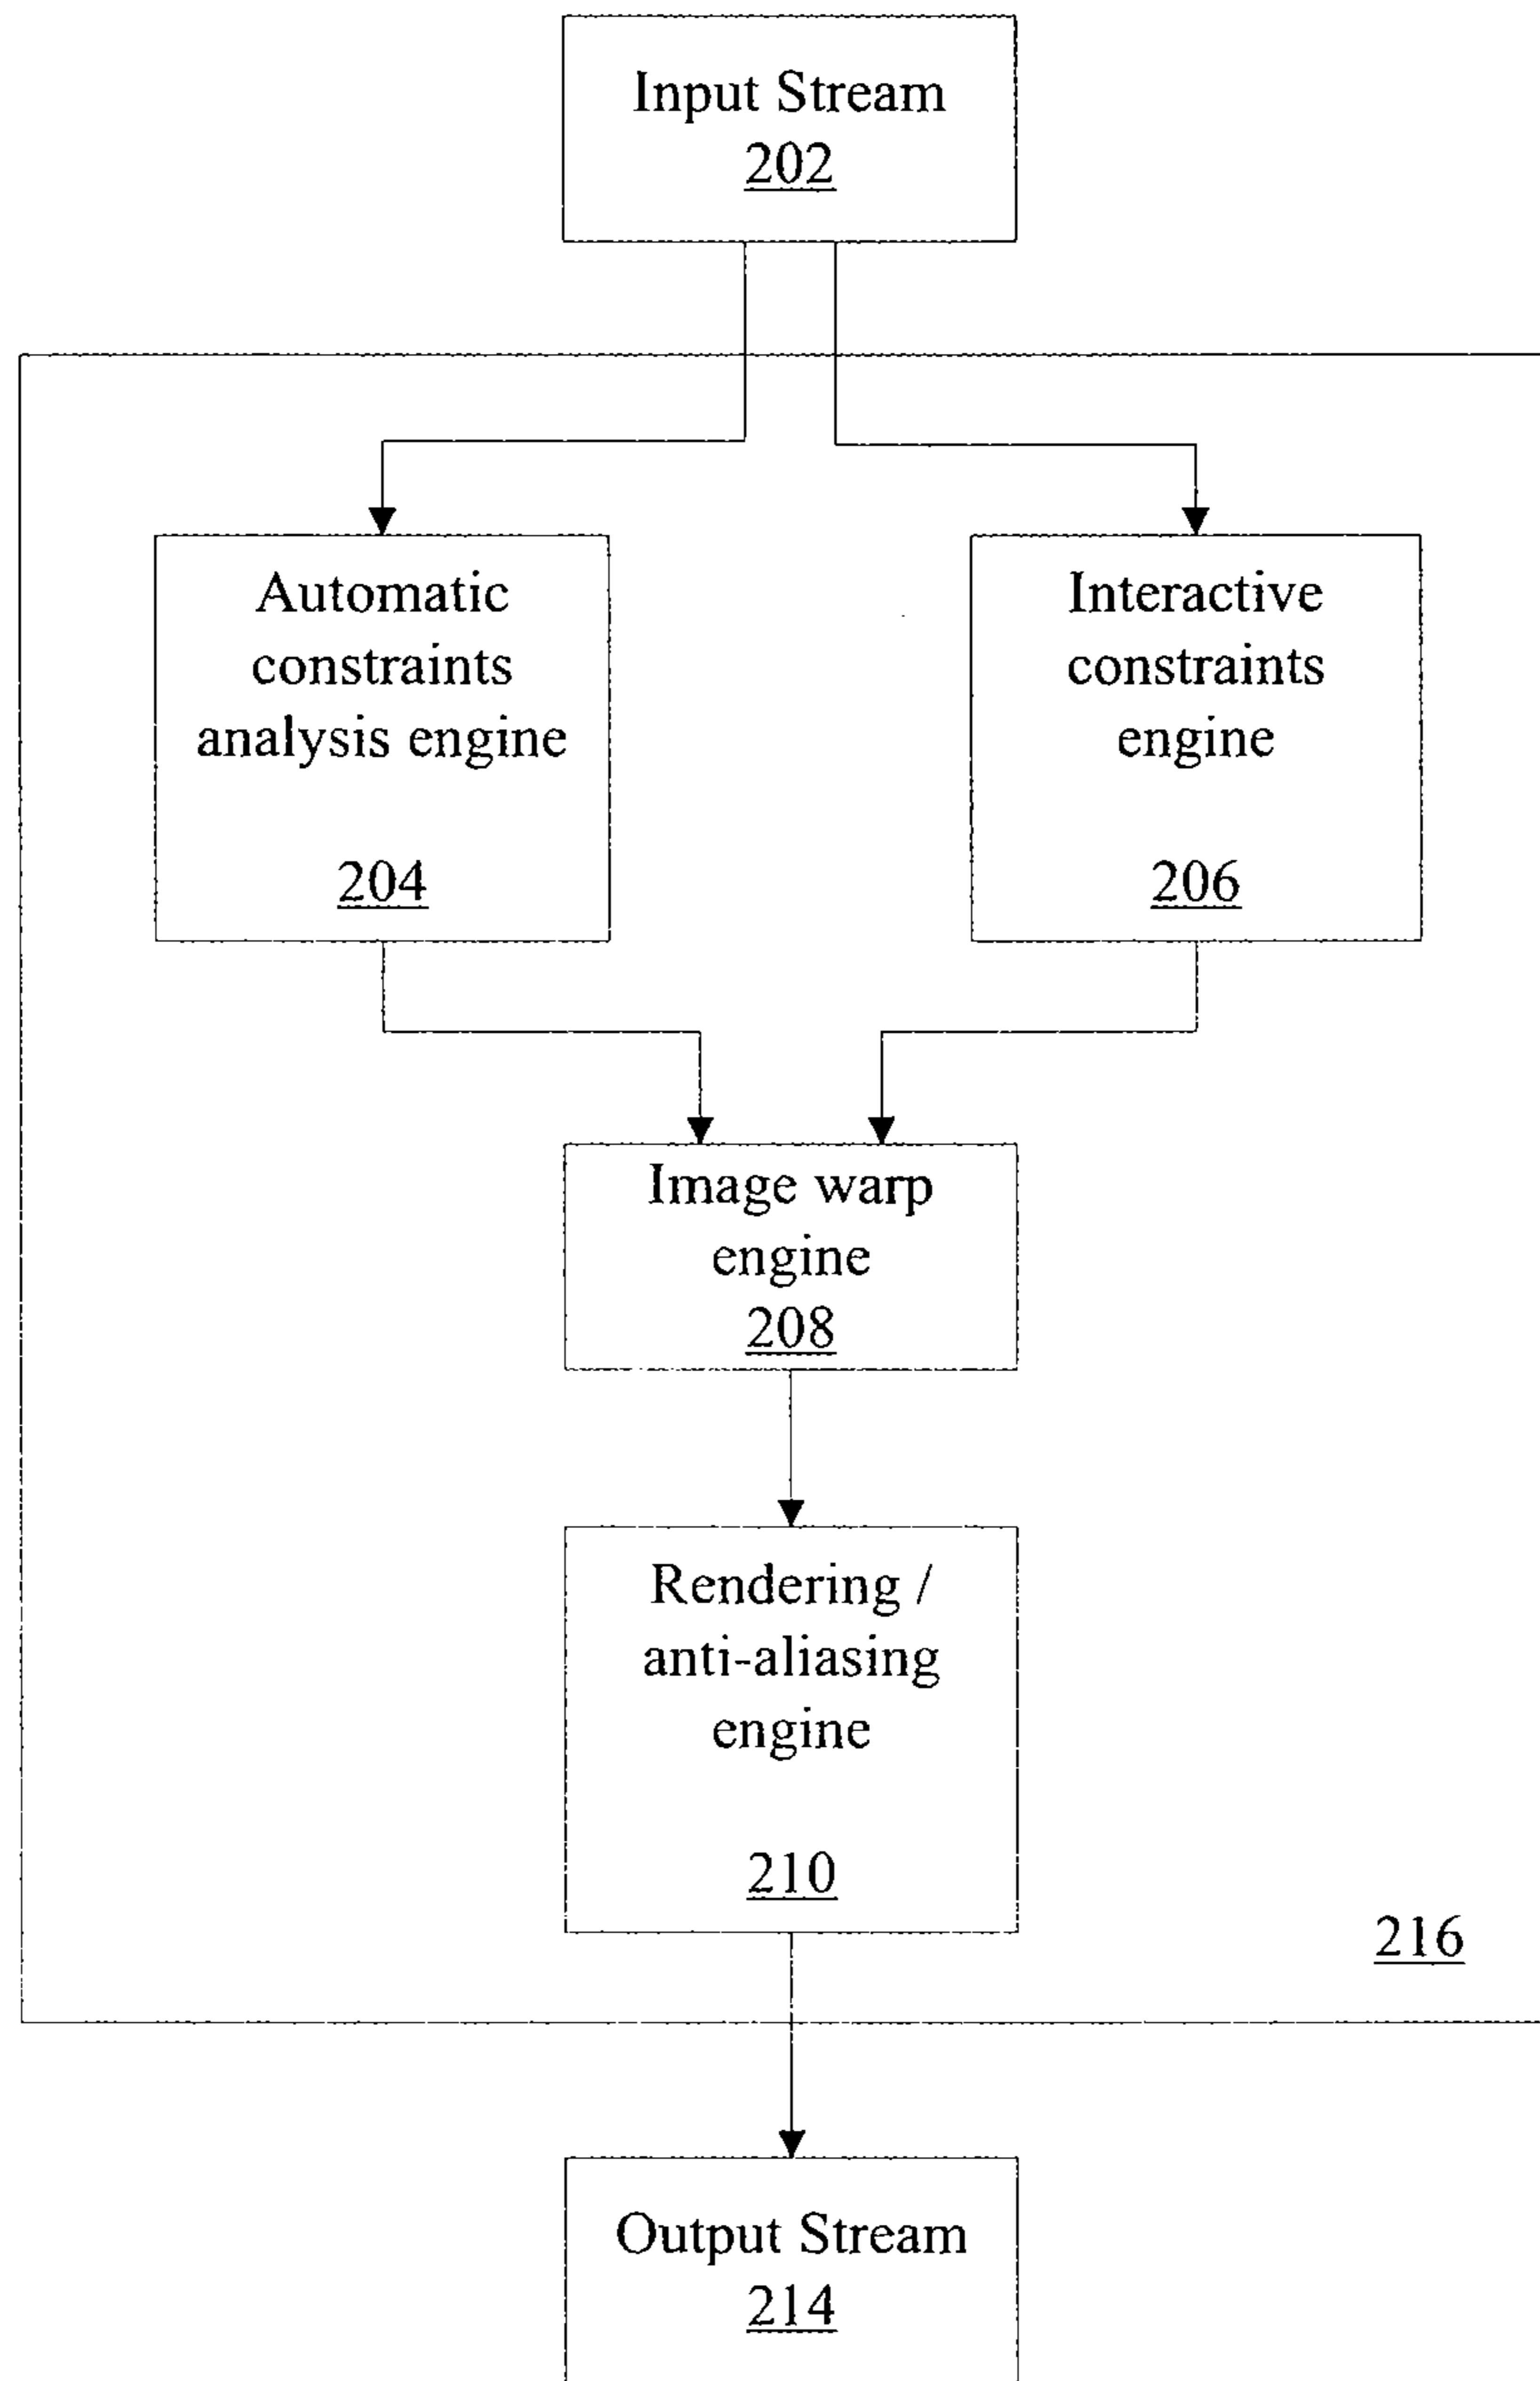 Input Stream
202
Automatic
constraints
analysis engine
204
Interactive
constraints
engine
206
Image warp
engine
208
Rendering /
anti-aliasing
engine
210
216
Output Stream
214